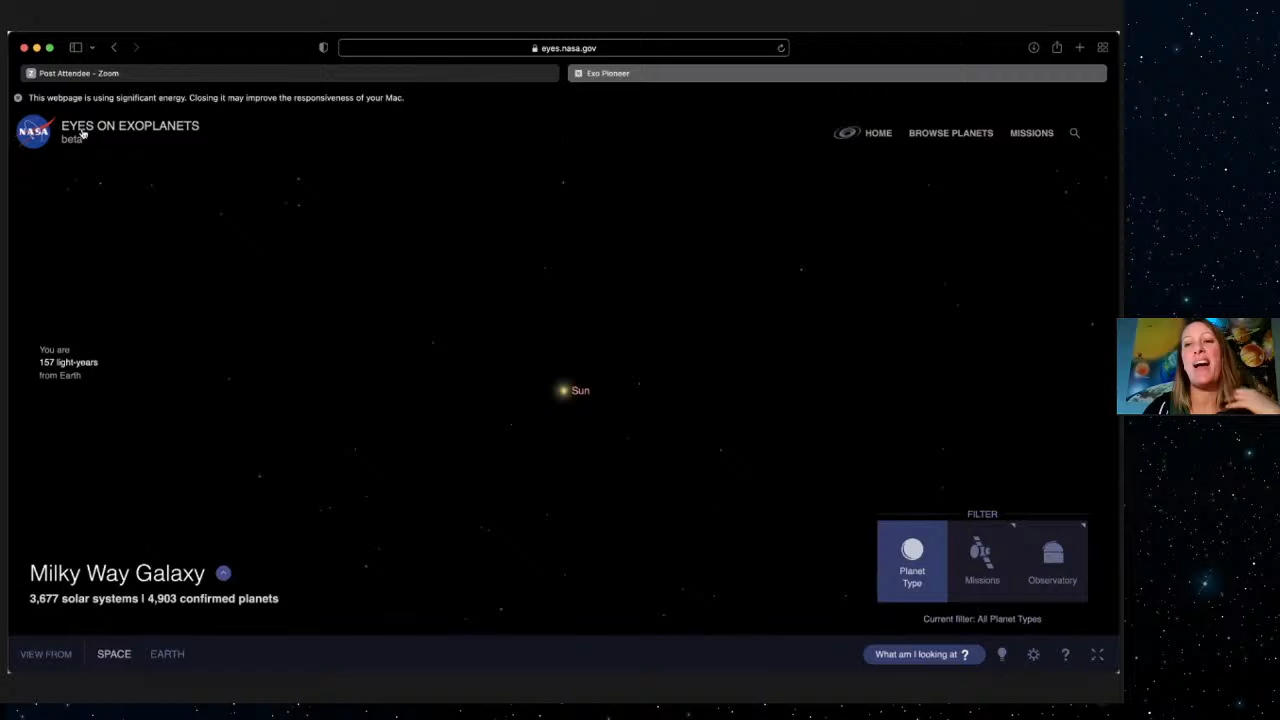 eyes.nasa.gov
Z Post Attendee - Zoom
Exo Pioneer
This webpage is using significant energy. Closing it may improve the responsiveness of your Mac.
NASA
EYES ON EXOPLANETS
beta
HOME
BROWSE PLANETS
MISSIONS
You are
157 light-years
from Earth
Sun
FILTER
Planet
Type
Missions
Observatory
Current filter: All Planet Types
Milky Way Galaxy
3,677 solar systems | 4,903 confirmed planets
VIEW FROM
SPACE
EARTH
What am I looking at ?
?